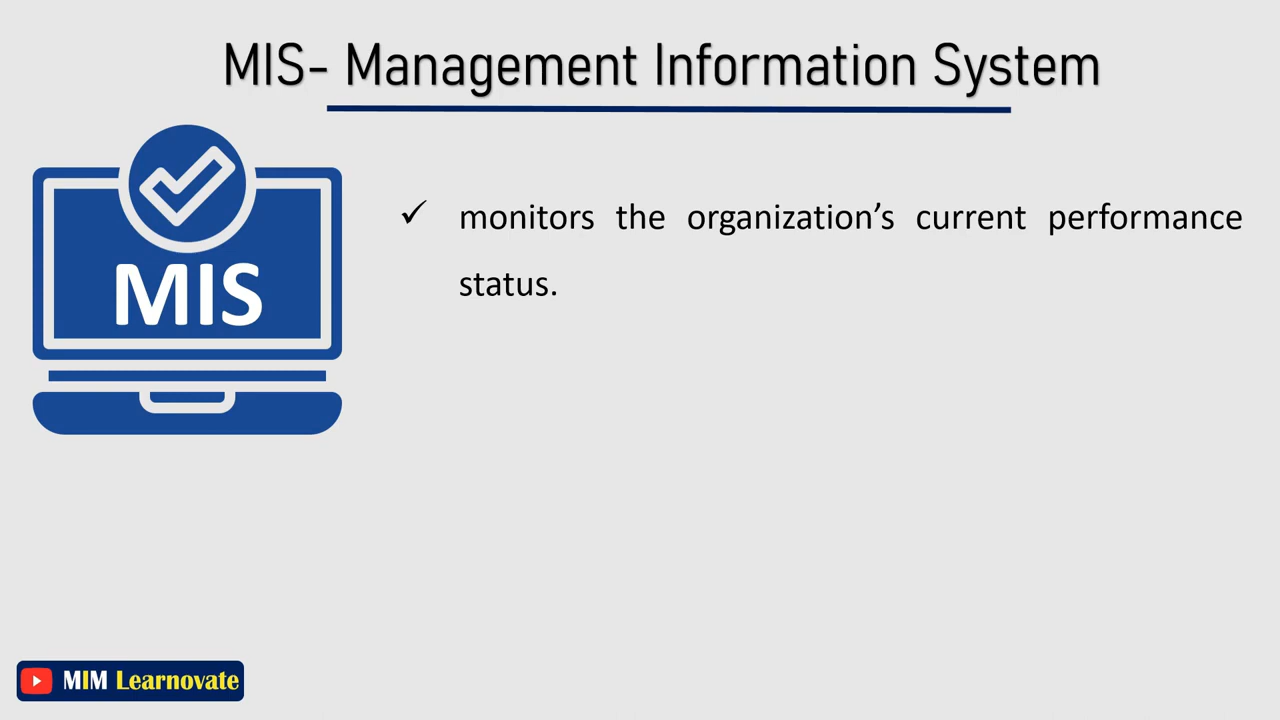 MIS- Management Information System
MIS
✓ monitors the organization’s current performance
status.
MIM Learnovate